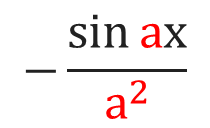 − sin ax / a²